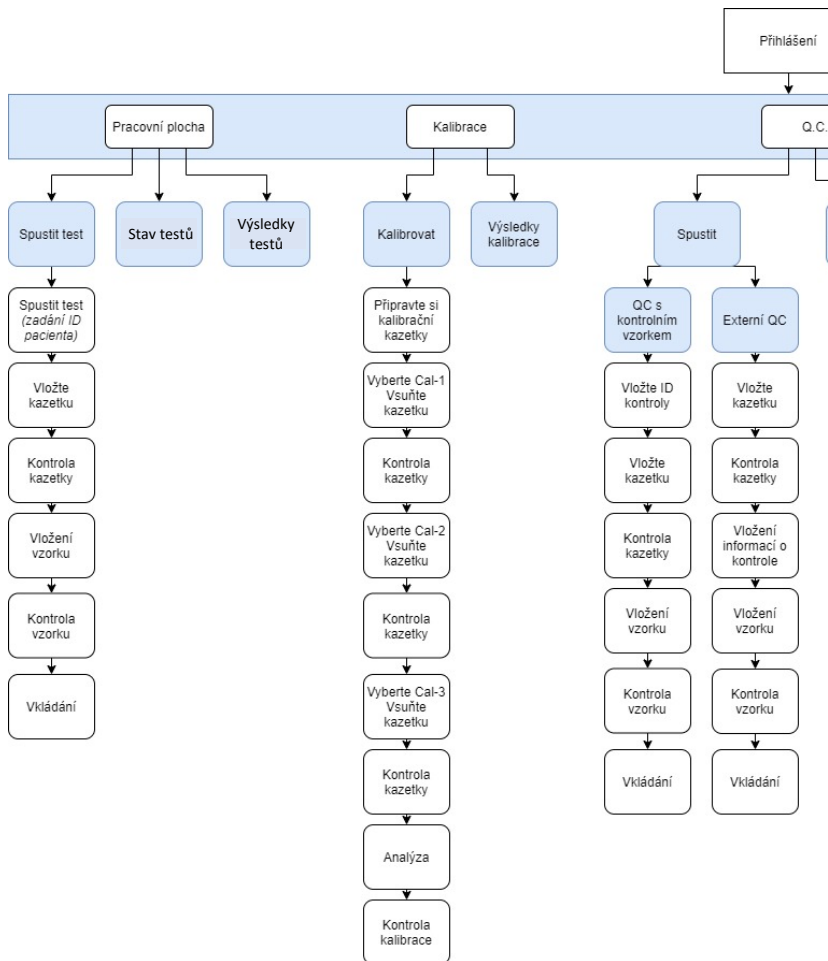 Přihlášení
Pracovní plocha
Kalibrace
Q.C.
Spustit test
Stav testů
Výsledky
testů
Kalibrovat
Výsledky
kalibrace
Spustit
Spustit test
(zadání ID
pacienta)
Vložte
kazetku
Kontrola
kazetky
Vložení
vzorku
Kontrola
vzorku
Vkládání
Připravte si
kalibrační
kazetky
Vyberte Cal-1
Vsuňte
kazetku
Kontrola
kazetky
Vyberte Cal-2
Vsuňte
kazetku
Kontrola
kazetky
Vyberte Cal-3
Vsuňte
kazetku
Kontrola
kazetky
Analýza
Kontrola
kalibrace
QC s
kontrolním
vzorkem
Vložte ID
kontroly
Vložte
kazetku
Kontrola
kazetky
Vložení
vzorku
Kontrola
vzorku
Vkládání
Externí QC
Vložte
kazetku
Kontrola
kazetky
Vložení
informací o
kontrole
Vložení
vzorku
Kontrola
vzorku
Vkládání